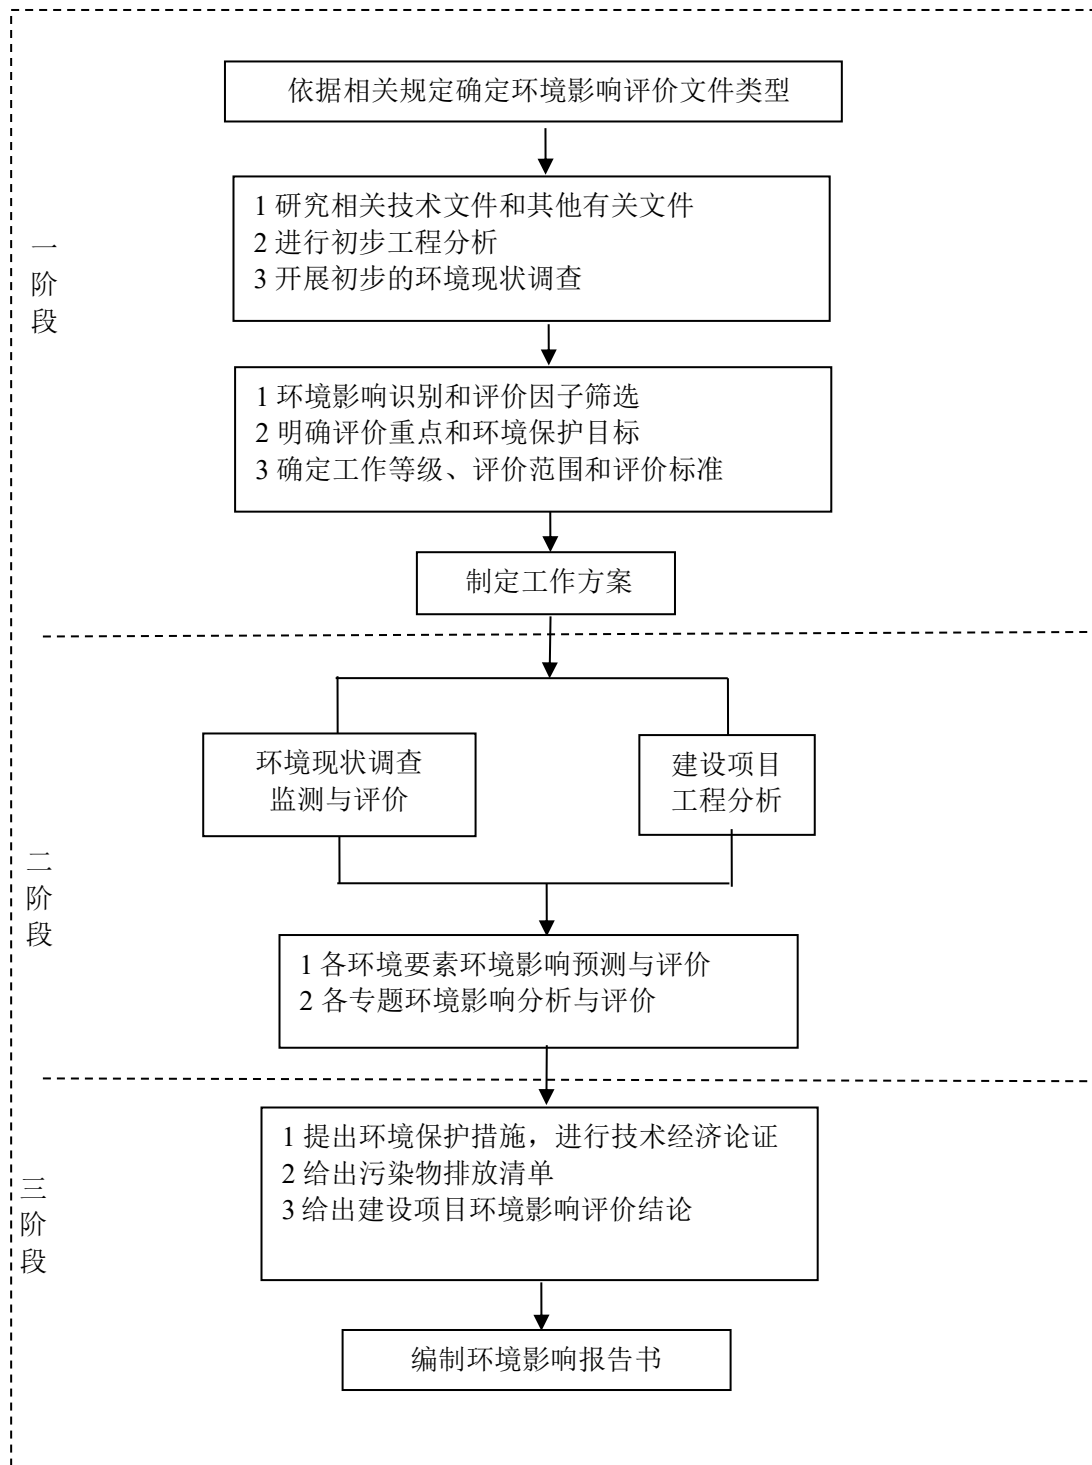 依据相关规定确定环境影响评价文件类型
1 研究相关技术文件和其他有关文件
2 进行初步工程分析
3 开展初步的环境现状调查
一
阶
段
1 环境影响识别和评价因子筛选
2 明确评价重点和环境保护目标
3 确定工作等级、评价范围和评价标准
制定工作方案
环境现状调查
监测与评价
建设项目
工程分析
二
阶
段
1 各环境要素环境影响预测与评价
2 各专题环境影响分析与评价
1 提出环境保护措施，进行技术经济论证
2 给出污染物排放清单
3 给出建设项目环境影响评价结论
三
阶
段
编制环境影响报告书